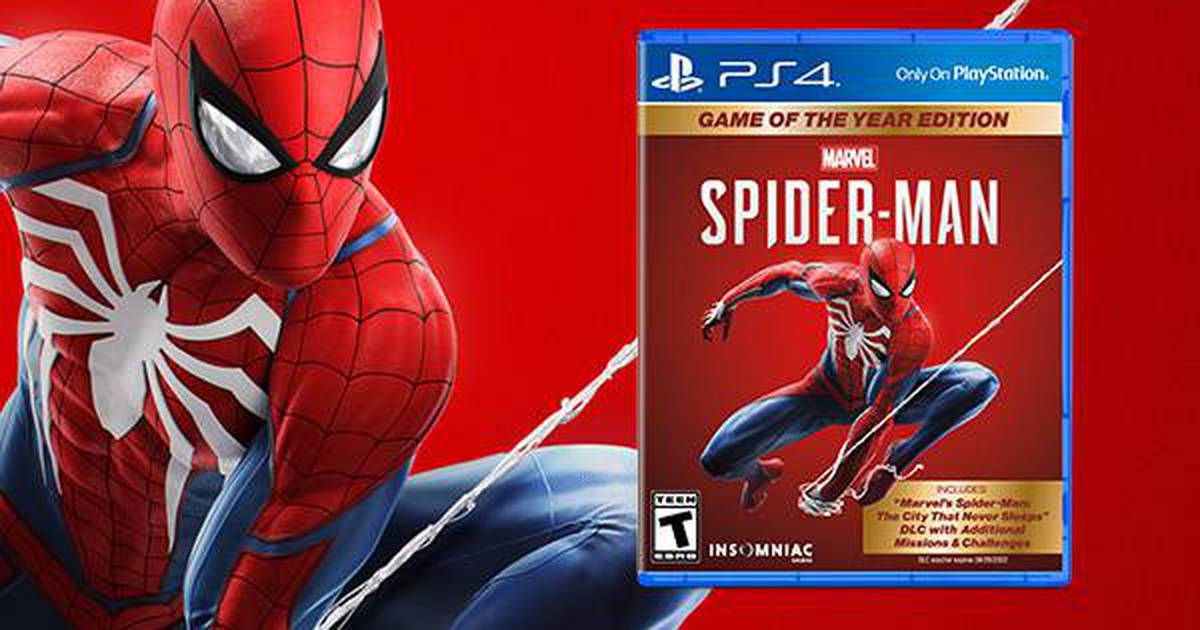 PS4.
Only On PlayStation.
GAME OF THE YEAR EDITION
MARVEL
SPIDER-MAN
INCLUDES:
"Marvel's Spider-Man:
The City That Never Sleeps"
DLC with Additional
Missions & Challenges
TEEN
T
ESRB
INSOMNIAC
GAMES